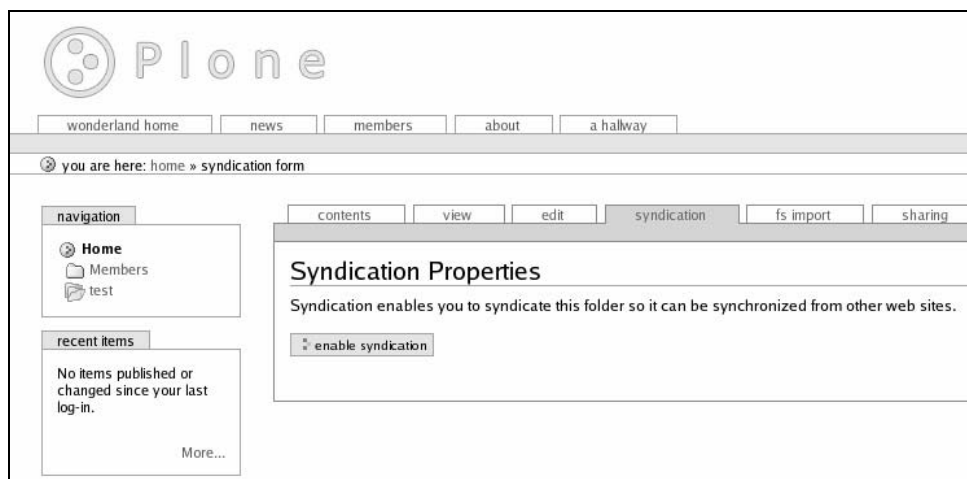 Plone
wonderland home news members about a hallway
you are here: home » syndication form
navigation
Home
Members
test
recent items
No items published or
changed since your last
log-in.
More...
contents view edit syndication fs import sharing
Syndication Properties
Syndication enables you to syndicate this folder so it can be synchronized from other web sites.
enable syndication